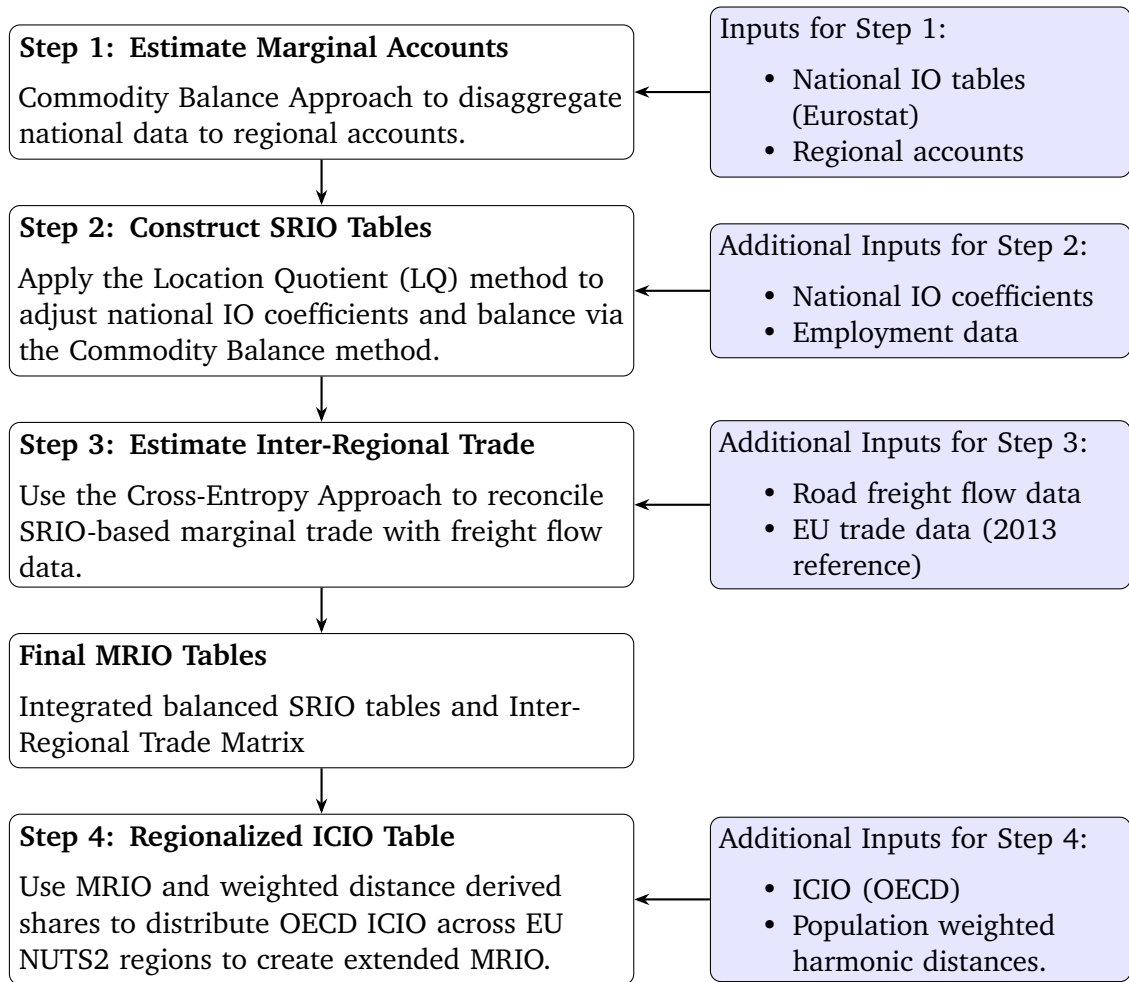 Step 1: Estimate Marginal Accounts
Commodity Balance Approach to disaggregate
national data to regional accounts.
Inputs for Step 1:
• National IO tables
(Eurostat)
• Regional accounts
Step 2: Construct SRIO Tables
Apply the Location Quotient (LQ) method to
adjust national IO coefficients and balance via
the Commodity Balance method.
Additional Inputs for Step 2:
• National IO coefficients
• Employment data
Step 3: Estimate Inter-Regional Trade
Use the Cross-Entropy Approach to reconcile
SRIO-based marginal trade with freight flow
data.
Additional Inputs for Step 3:
• Road freight flow data
• EU trade data (2013
reference)
Final MRIO Tables
Integrated balanced SRIO tables and Inter-
Regional Trade Matrix
Step 4: Regionalized ICIO Table
Use MRIO and weighted distance derived
shares to distribute OECD ICIO across EU
NUTS2 regions to create extended MRIO.
Additional Inputs for Step 4:
• ICIO (OECD)
• Population weighted
harmonic distances.